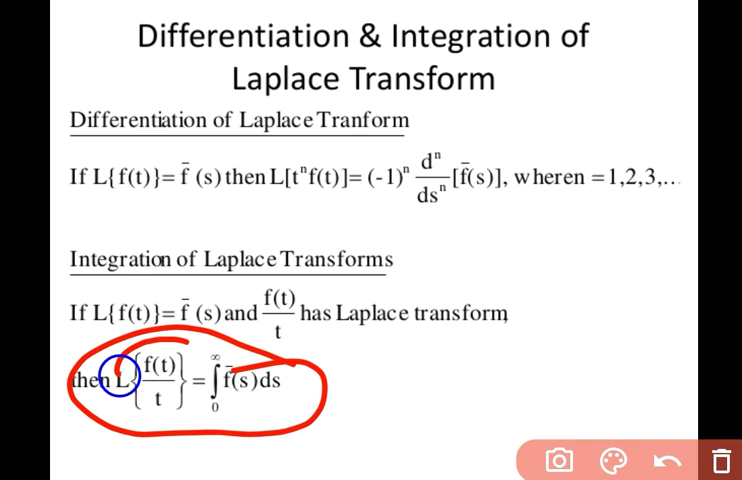 Differentiation & Integration of
Laplace Transform
Differentiation of Laplace Tranform
If L{f(t)}= f̄ (s) then L[tⁿf(t)]= (-1)ⁿ dⁿ/dsⁿ [f̄(s)], where n =1,2,3,...
Integration of Laplace Transforms
If L{f(t)}= f̄ (s) and f(t)/t has Laplace transform,
then L{f(t)/t} = ∫₀^∞ f̄(s)ds